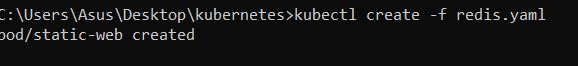 C:\Users\Asus\Desktop\kubernetes>kubectl create -f redis.yaml
pod/static-web created